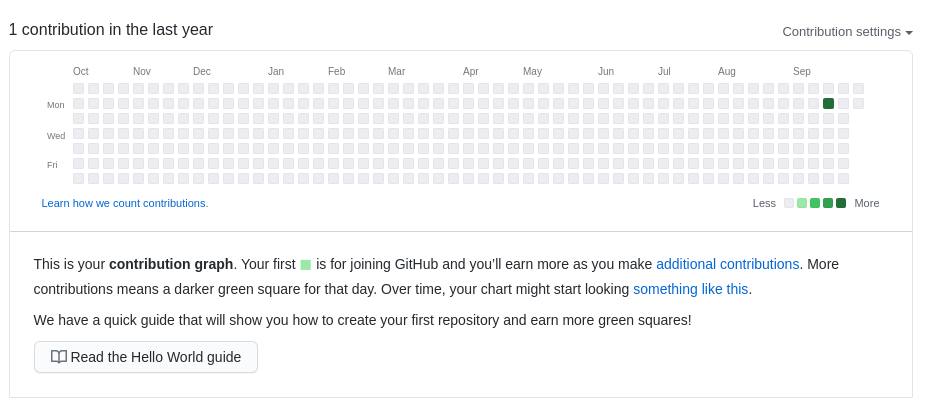 1 contribution in the last year
Contribution settings
Oct Nov Dec Jan Feb Mar Apr May Jun Jul Aug Sep
Mon
Wed
Fri
Learn how we count contributions.
Less More
This is your contribution graph. Your first is for joining GitHub and you'll earn more as you make additional contributions. More
contributions means a darker green square for that day. Over time, your chart might start looking something like this.
We have a quick guide that will show you how to create your first repository and earn more green squares!
Read the Hello World guide